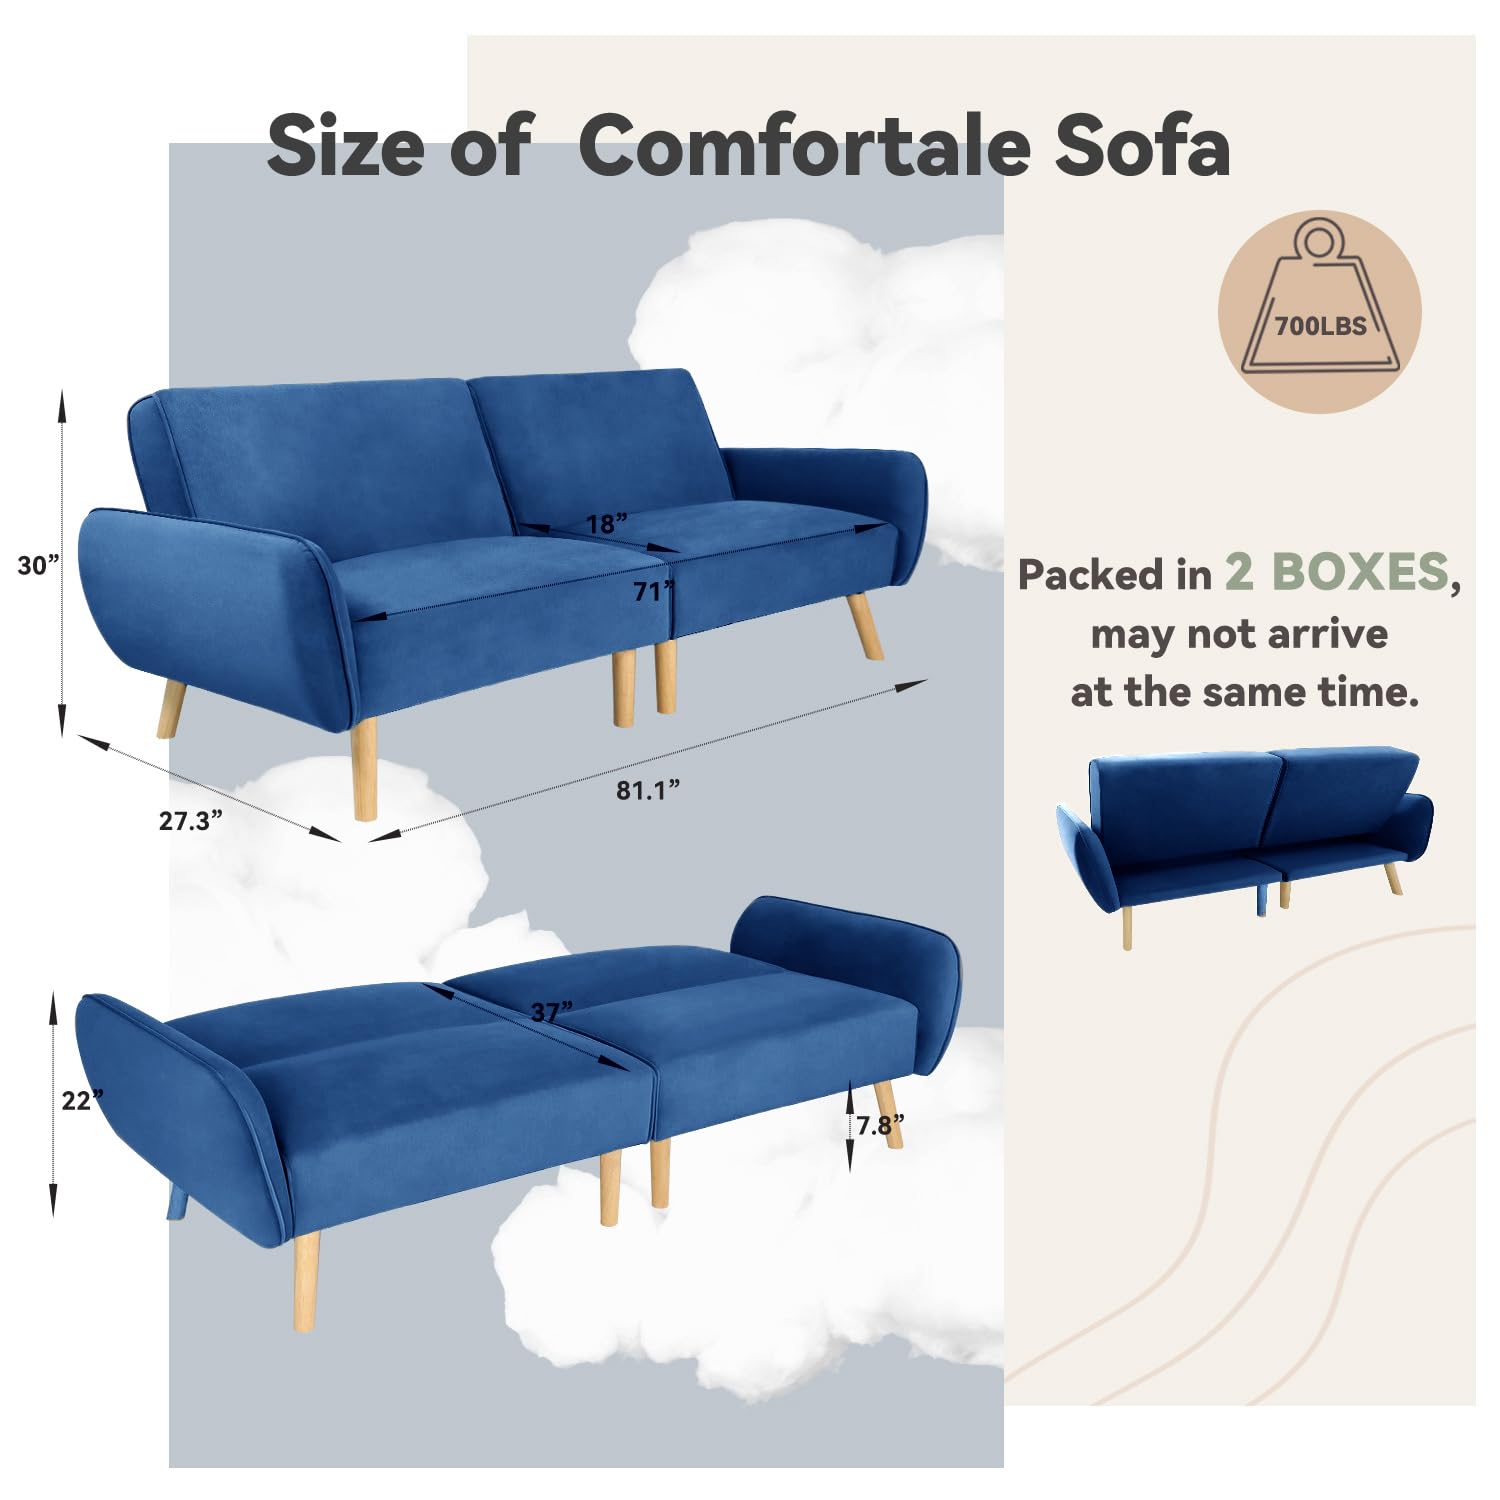 Size of Comfortale Sofa
700LBS
30”
18”
71”
27.3”
81.1”
Packed in 2 BOXES,
may not arrive
at the same time.
37”
22”
7.8”